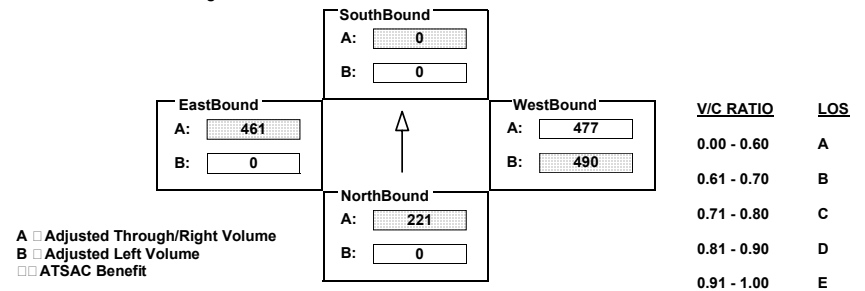 SouthBound
A: 0
B: 0
EastBound
A: 461
B: 0
WestBound
A: 477
B: 490
NorthBound
A: 221
B: 0
A □ Adjusted Through/Right Volume
B □ Adjusted Left Volume
□□ ATSAC Benefit
V/C RATIO LOS
0.00 - 0.60 A
0.61 - 0.70 B
0.71 - 0.80 C
0.81 - 0.90 D
0.91 - 1.00 E